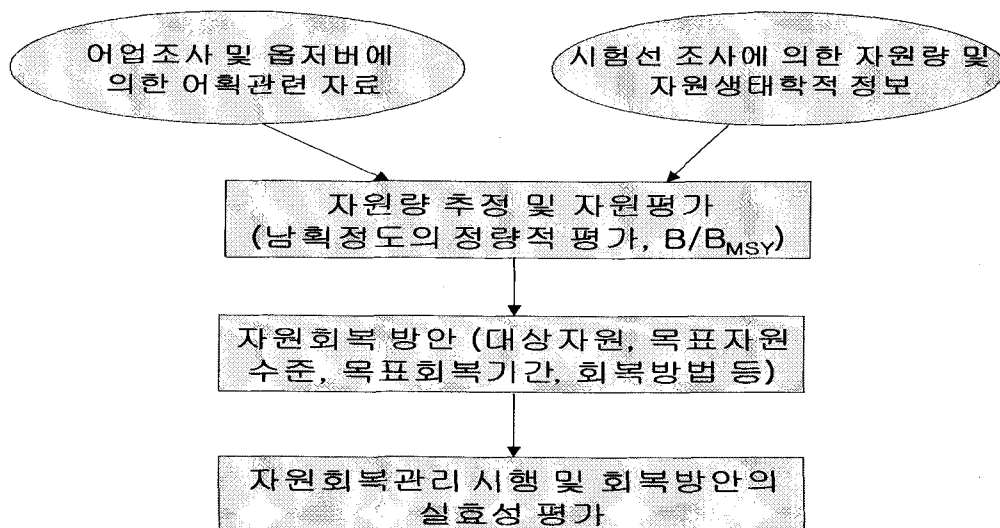 어업조사 및 옵저버에
의한 어획관련 자료
시험선 조사에 의한 자원량 및
자원생태학적 정보
자원량 추정 및 자원평가
(남획정도의 정량적 평가, B/B_MSY)
자원회복 방안 (대상자원, 목표자원
수준, 목표회복기간, 회복방법 등)
자원회복관리 시행 및 회복방안의
실효성 평가